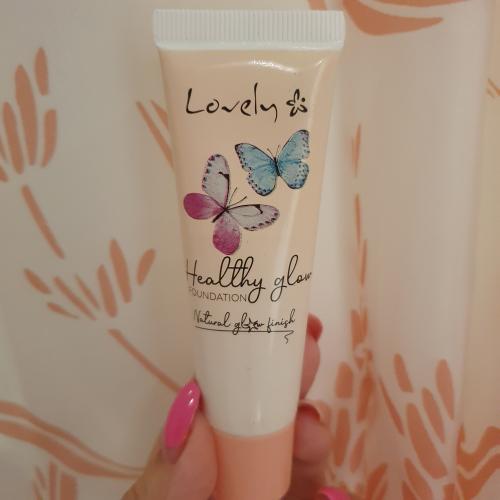 Lovely
Healthy glow
FOUNDATION
Natural glow finish